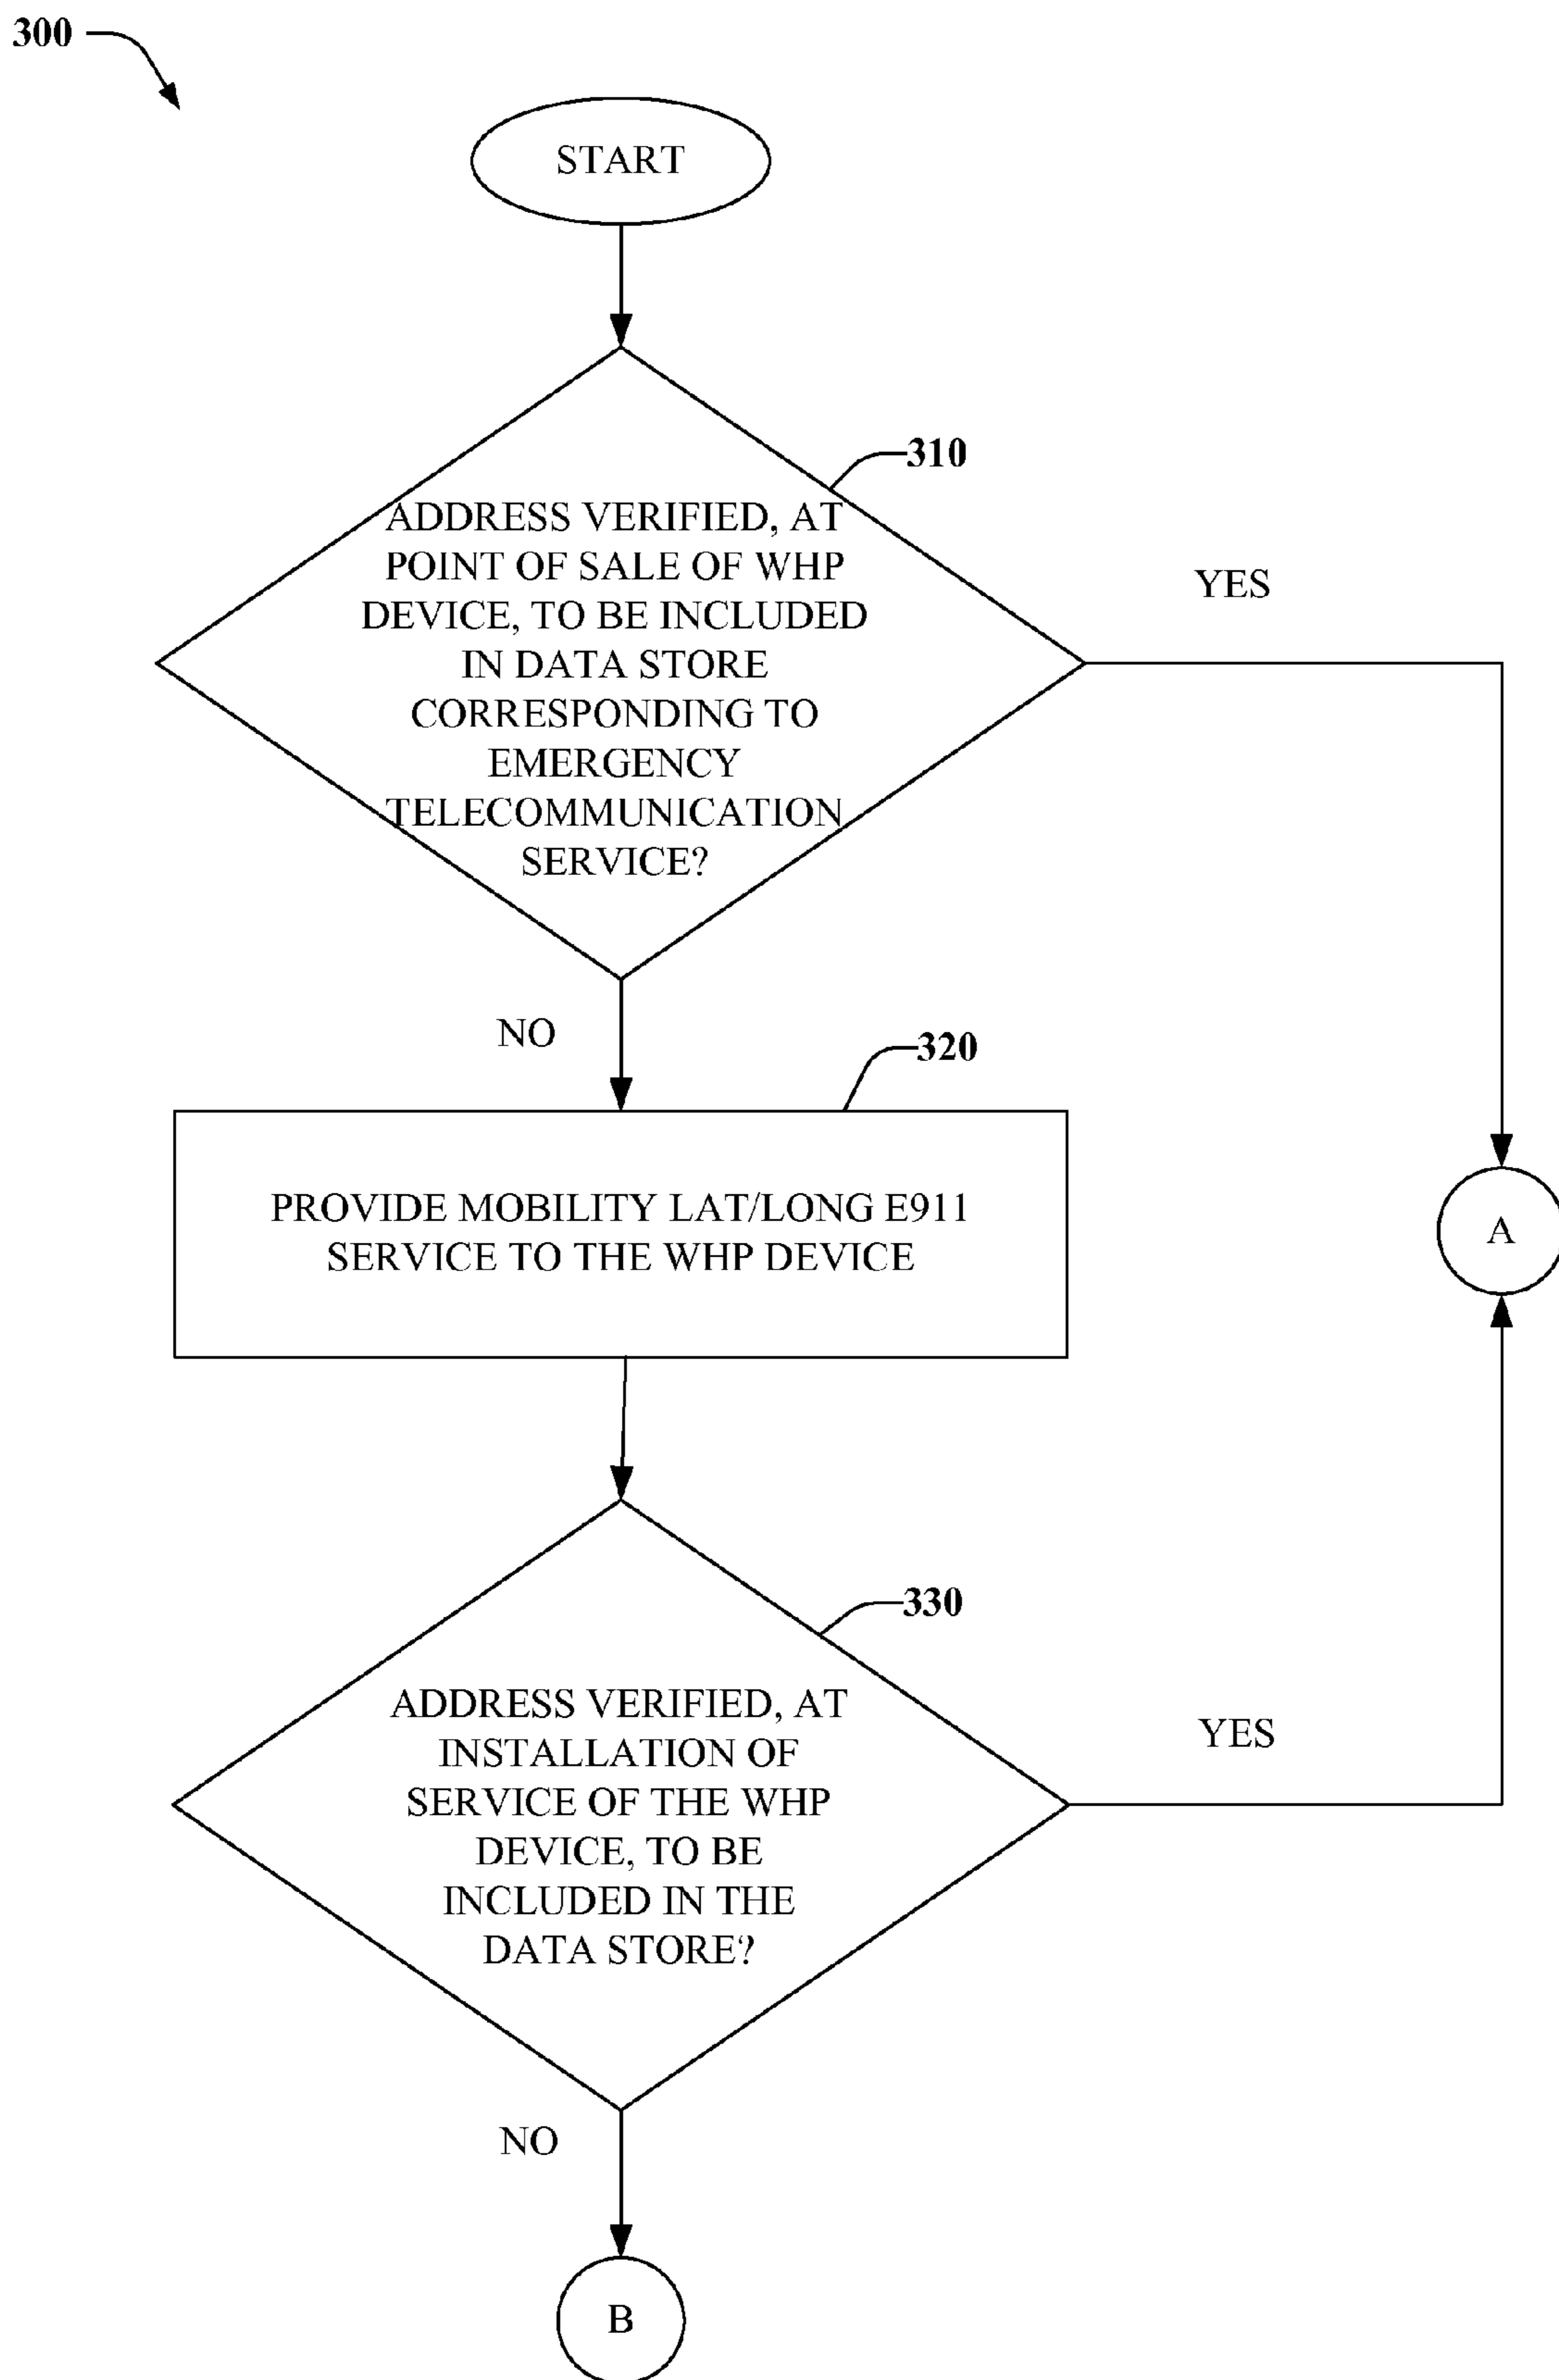 300
START
310
ADDRESS VERIFIED, AT
POINT OF SALE OF WHP
DEVICE, TO BE INCLUDED
IN DATA STORE
CORRESPONDING TO
EMERGENCY
TELECOMMUNICATION
SERVICE?
YES
NO
320
PROVIDE MOBILITY LAT/LONG E911
SERVICE TO THE WHP DEVICE
A
330
ADDRESS VERIFIED, AT
INSTALLATION OF
SERVICE OF THE WHP
DEVICE, TO BE
INCLUDED IN THE
DATA STORE?
YES
NO
B